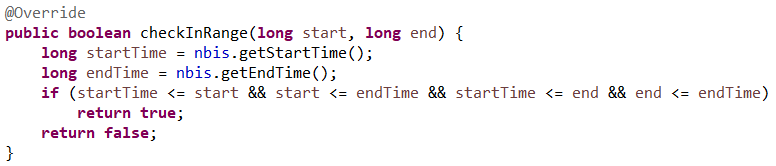 @Override
public boolean checkInRange(long start, long end) {
    long startTime = nbis.getStartTime();
    long endTime = nbis.getEndTime();
    if (startTime <= start && start <= endTime && startTime <= end && end <= endTime)
        return true;
    return false;
}